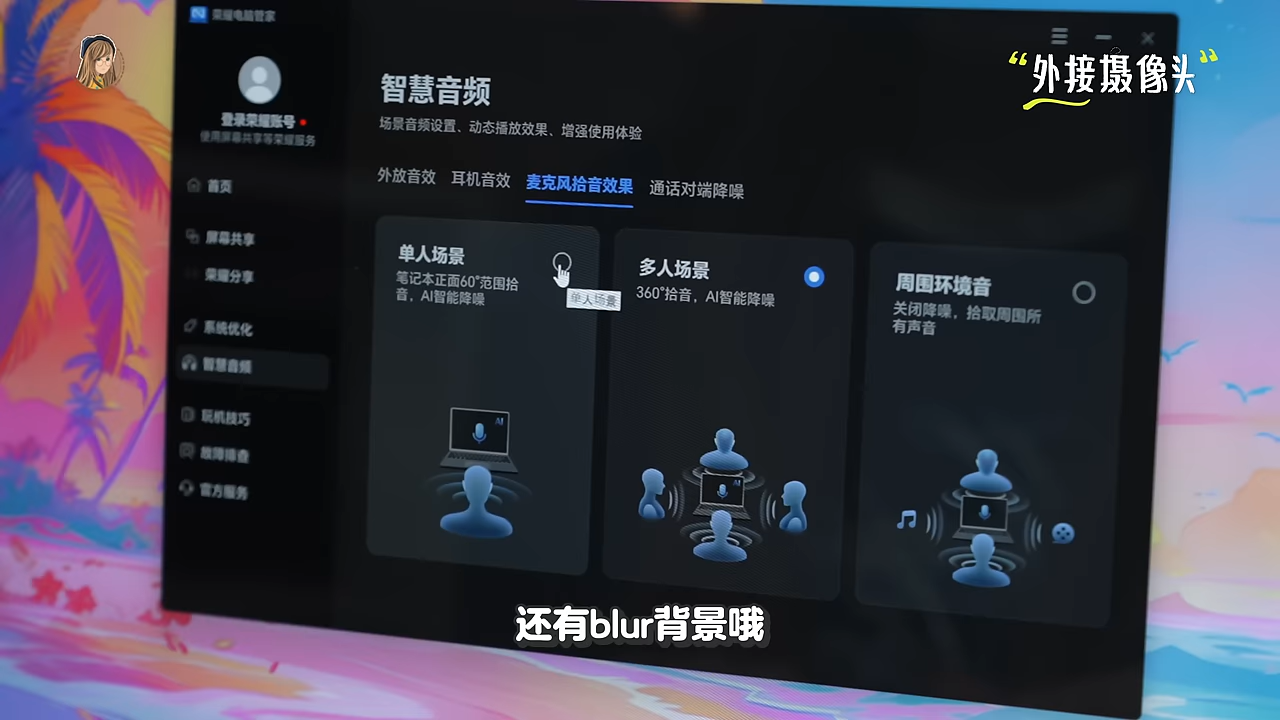 荣耀电脑管家
登录荣耀账号
使用屏幕共享等荣耀服务
首页
屏幕共享
荣耀分享
系统优化
智慧音频
玩机技巧
故障排查
官方服务
智慧音频
场景音频设置、动态播放效果、增强使用体验
外放音效 耳机音效 麦克风拾音效果 通话对端降噪
单人场景
笔记本正面60°范围拾
音，AI智能降噪
单人场景
AI
多人场景
360°拾音，AI智能降噪
AI
周围环境音
关闭降噪，拾取周围所
有声音
“外接摄像头”
还有blur背景哦